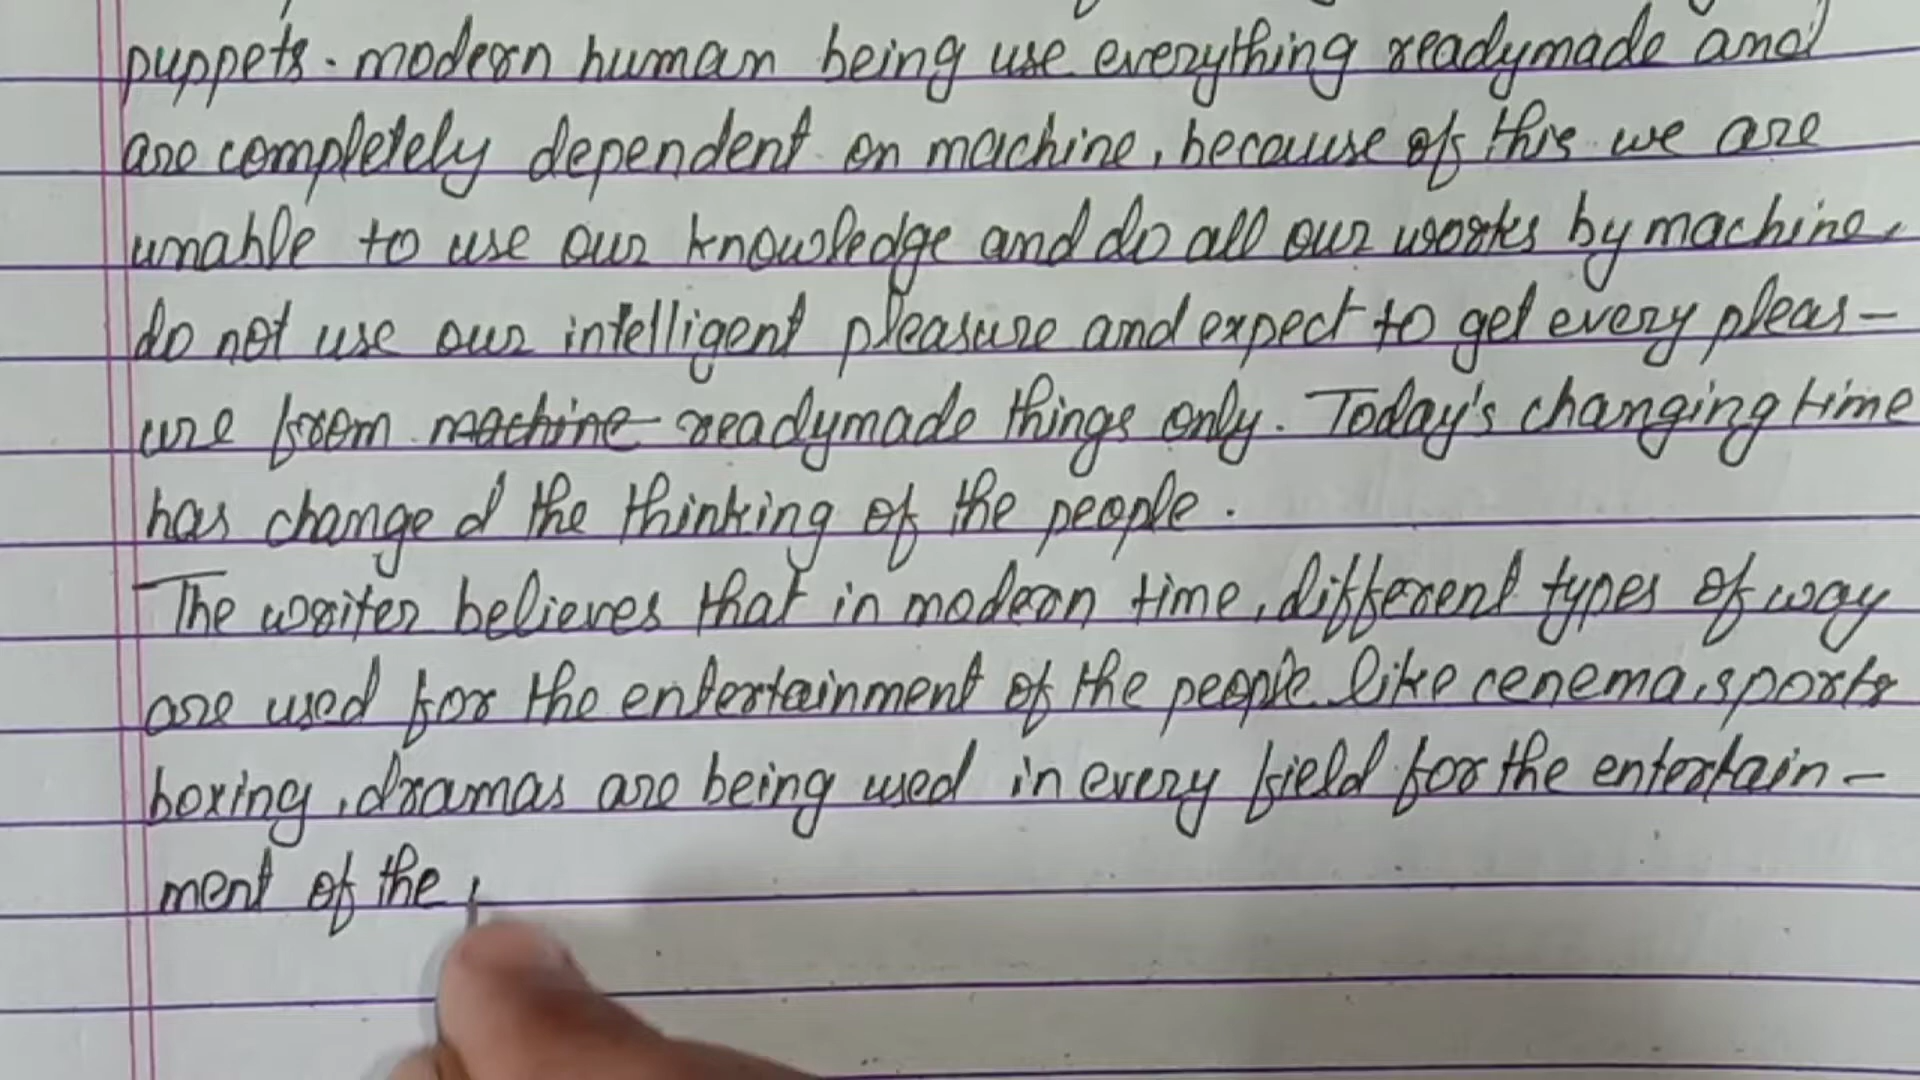 puppets. modern human being use everything readymade and
are completely dependent on machine, because of this we are
unable to use our knowledge and do all our works by machine,
do not use our intelligent pleasure and expect to get every pleas-
ure from machine readymade things only. Today's changing time
has changed the thinking of the people.
The writer believes that in modern time, different types of way
are used for the entertainment of the people like cenema, sports
boxing, dramas are being used in every field for the entertain-
ment of the